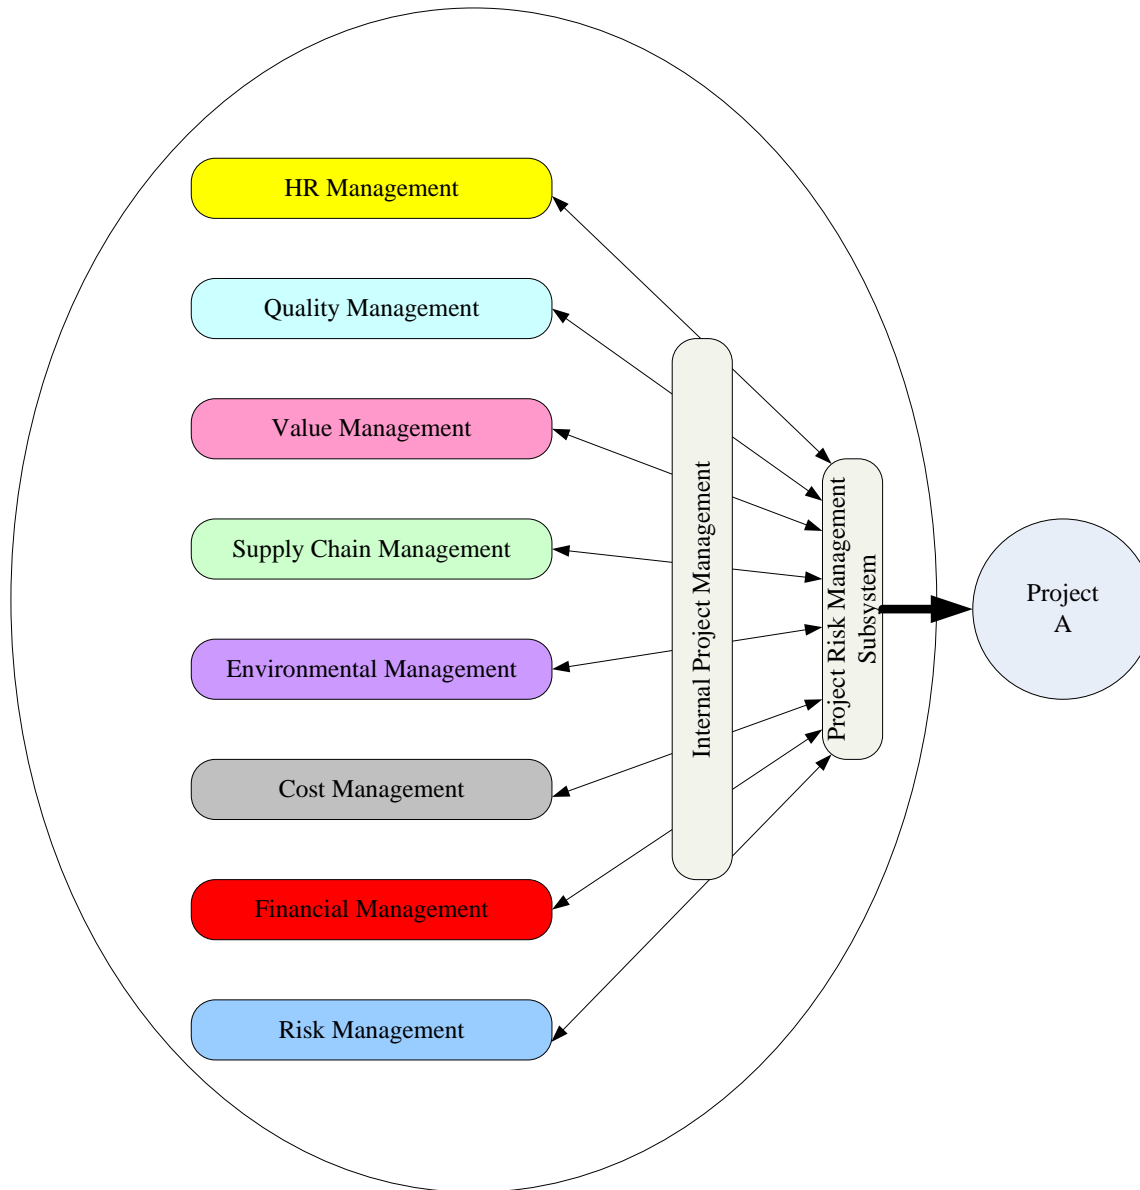 HR Management
Quality Management
Value Management
Supply Chain Management
Environmental Management
Cost Management
Financial Management
Risk Management
Internal Project Management
Project Risk Management
Subsystem
Project
A